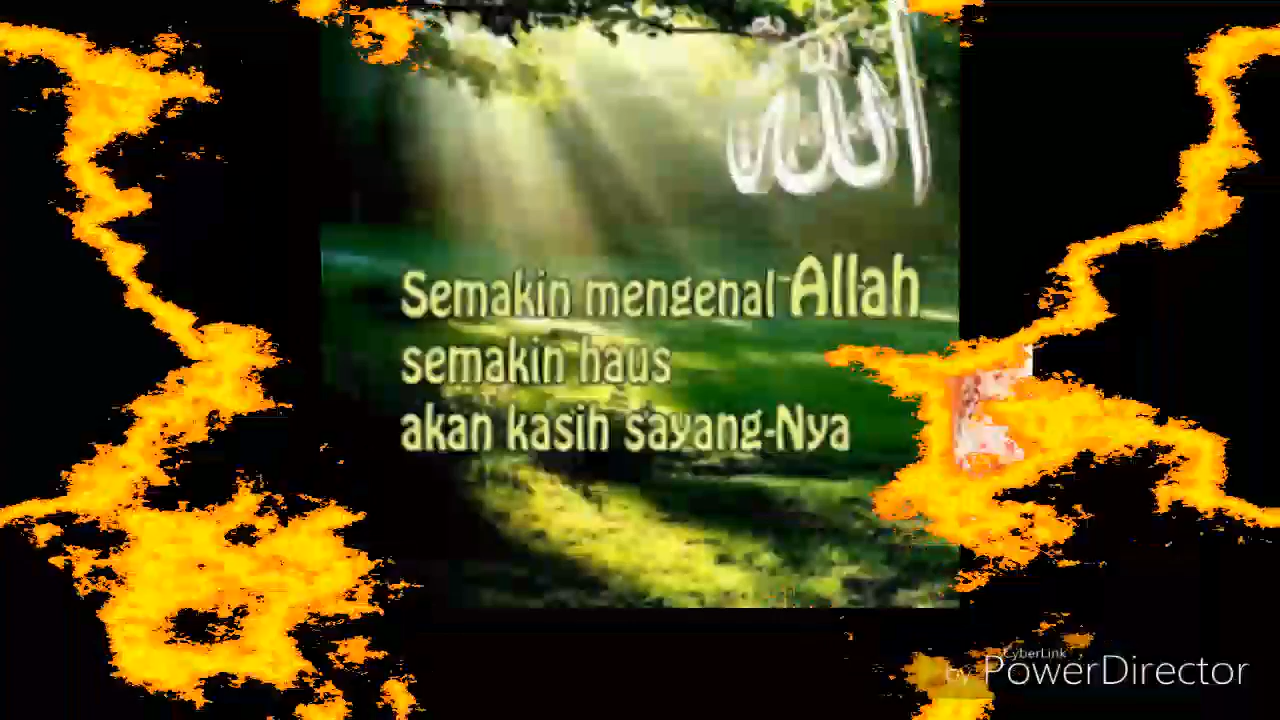 الله
Semakin mengenal Allah
semakin haus
akan kasih sayang-Nya
CyberLink
by PowerDirector